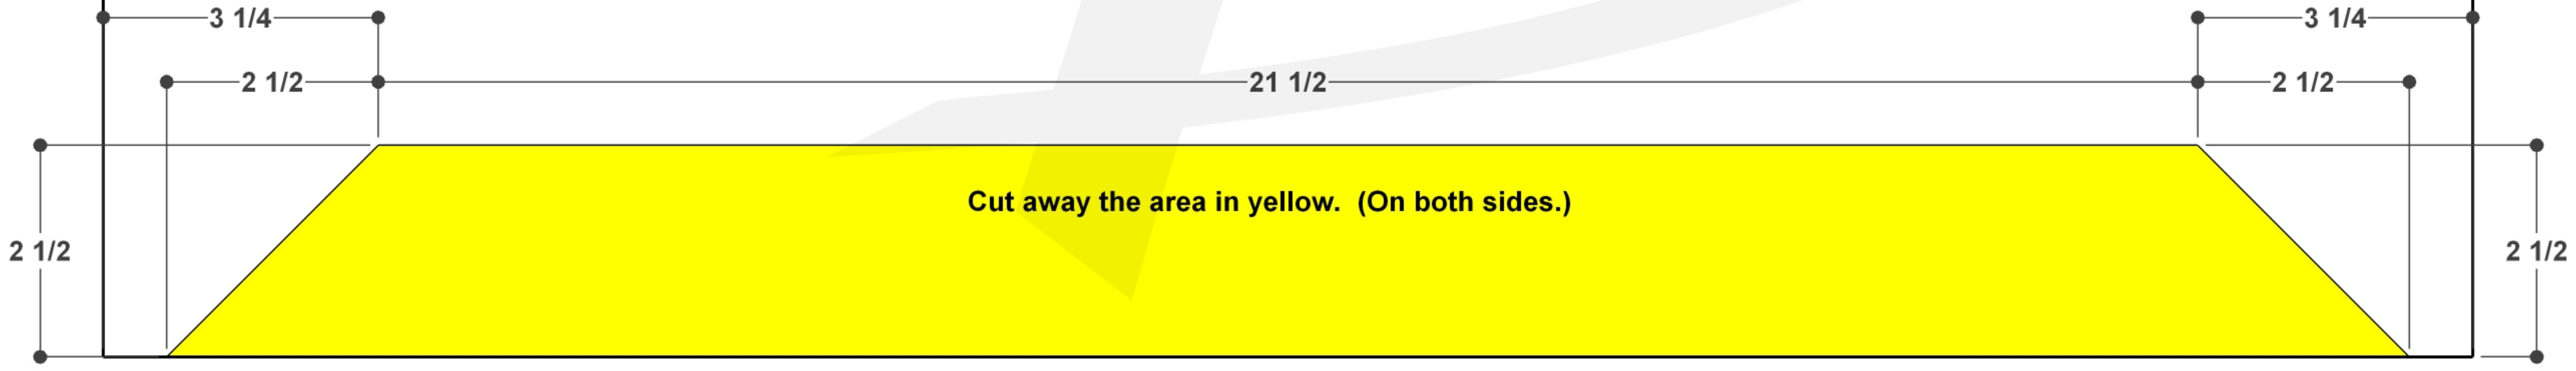 3 1/4 3 1/4
2 1/2 21 1/2 2 1/2
Cut away the area in yellow.  (On both sides.)
2 1/2 2 1/2